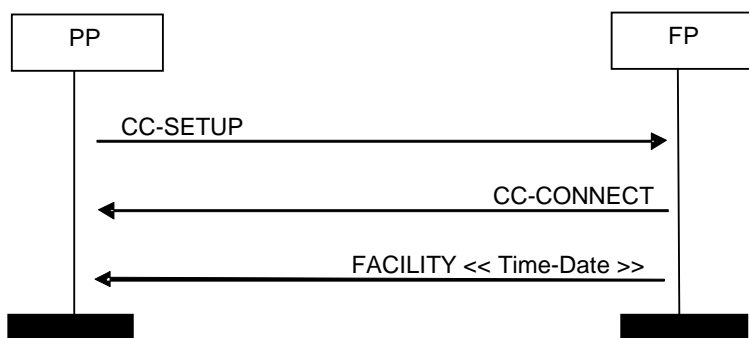 PP
FP
CC-SETUP
CC-CONNECT
FACILITY << Time-Date >>